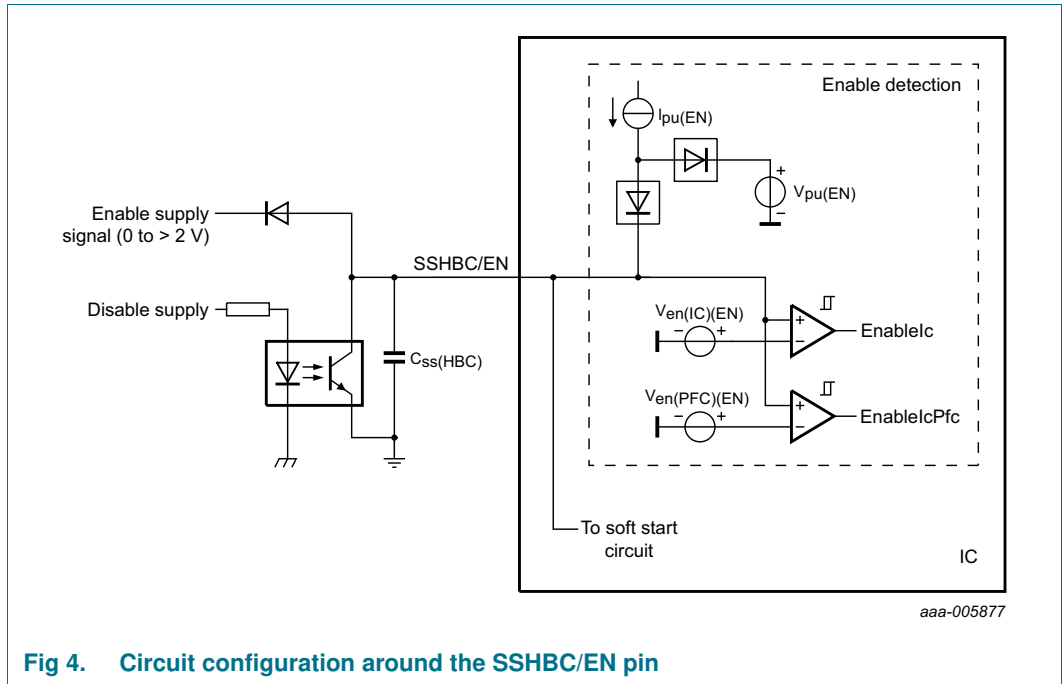 Enable detection
Ipu(EN)
Vpu(EN)
Enable supply
signal (0 to > 2 V)
SSHBC/EN
Disable supply
Css(HBC)
Ven(IC)(EN)
EnableIc
Ven(PFC)(EN)
EnableIcPfc
To soft start
circuit
IC
aaa-005877
Fig 4. Circuit configuration around the SSHBC/EN pin